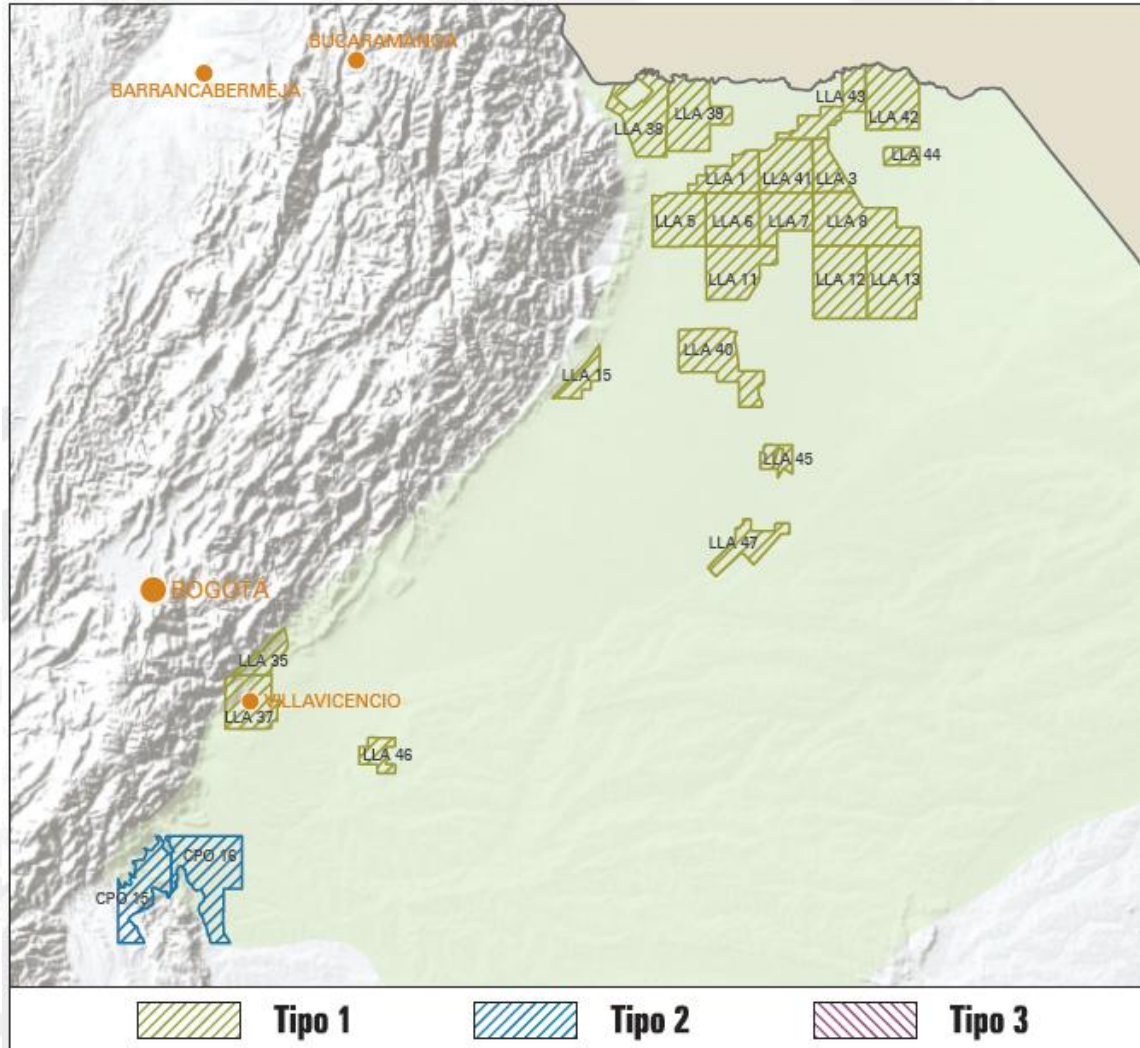 BUCARAMANGA
BARRANCABERMEJA
LLA 43
LLA 38
LLA 39
LLA 42
LLA 44
LLA 1
LLA 41
LLA 3
LLA 5
LLA 6
LLA 7
LLA 8
LLA 11
LLA 12
LLA 13
LLA 40
LLA 15
LLA 45
LLA 47
BOGOTÁ
LLA 35
VILLAVICENCIO
LLA 37
LLA 46
CPO 16
CPO 15
Tipo 1
Tipo 2
Tipo 3